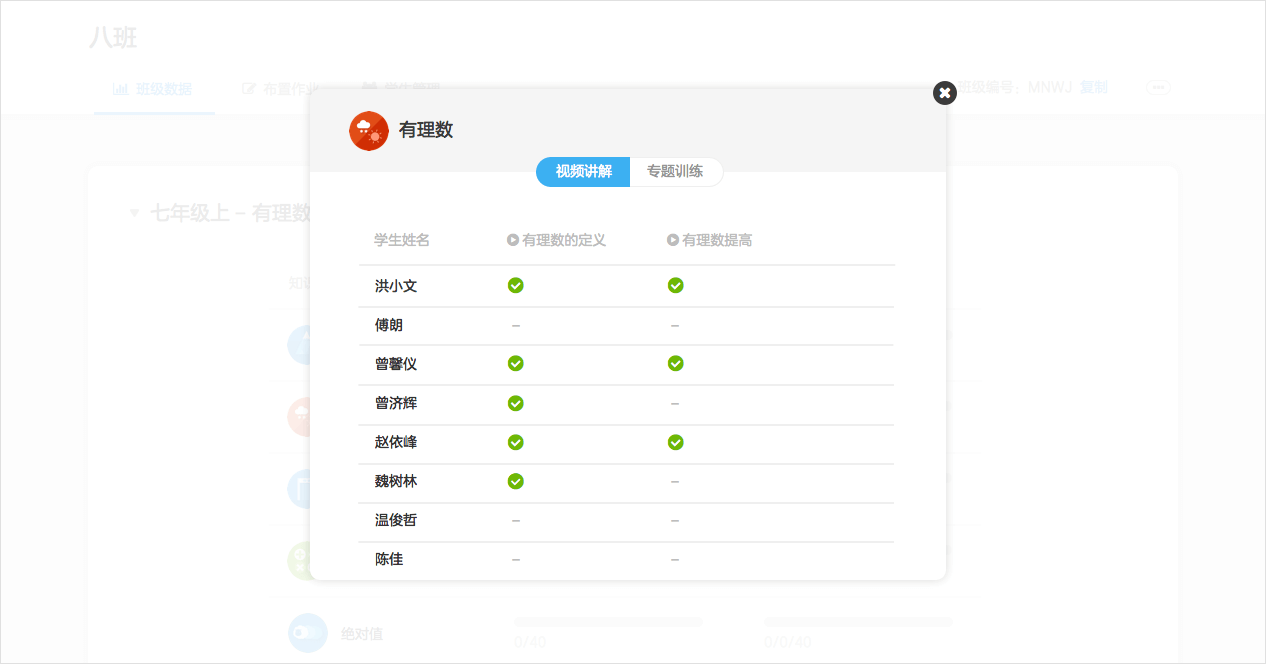 八班
班级数据 布置作业 学生管理 班级编号：MNWJ 复制
有理数
视频讲解 专题训练
七年级上 – 有理数
学生姓名 有理数的定义 有理数提高
洪小文
傅朗 – –
曾馨仪
曾济辉 –
赵依峰
魏树林 –
温俊哲 – –
陈佳 – –
绝对值 0/40 0/0/40